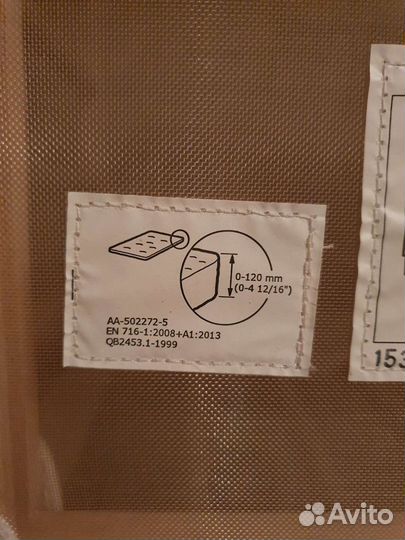 0-120 mm
(0-4 12/16")
AA-502272-5
EN 716-1:2008+A1:2013
QB2453.1-1999
153
Avito